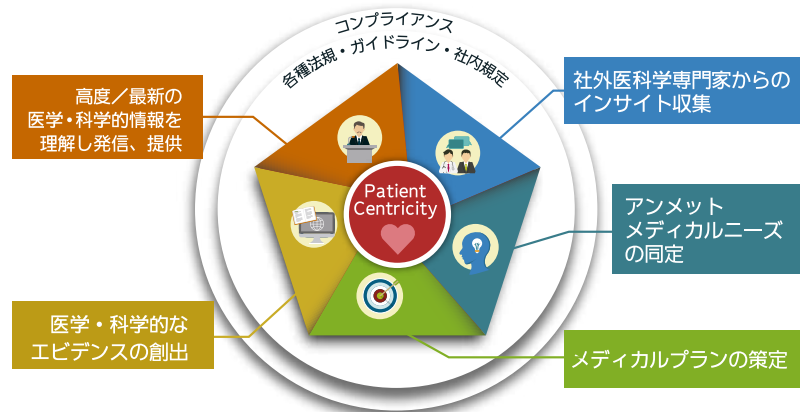 コンプライアンス
各種法規・ガイドライン・社内規定
高度／最新の
医学・科学的情報を
理解し発信、提供
社外医科学専門家からの
インサイト収集
Patient
Centricity
アンメット
メディカルニーズ
の同定
医学・科学的な
エビデンスの創出
メディカルプランの策定